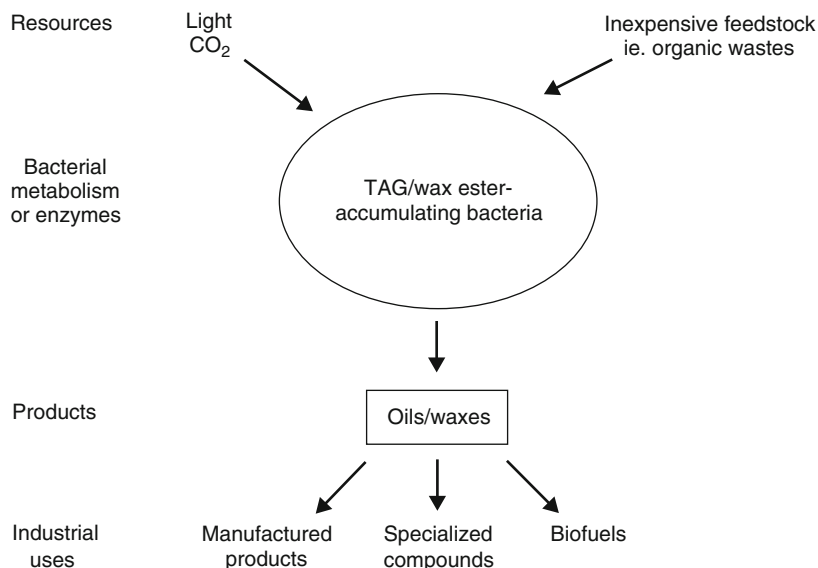 Resources
Light
CO₂
Inexpensive feedstock
ie. organic wastes
Bacterial
metabolism
or enzymes
TAG/wax ester-
accumulating bacteria
Products
Oils/waxes
Industrial
uses
Manufactured
products
Specialized
compounds
Biofuels